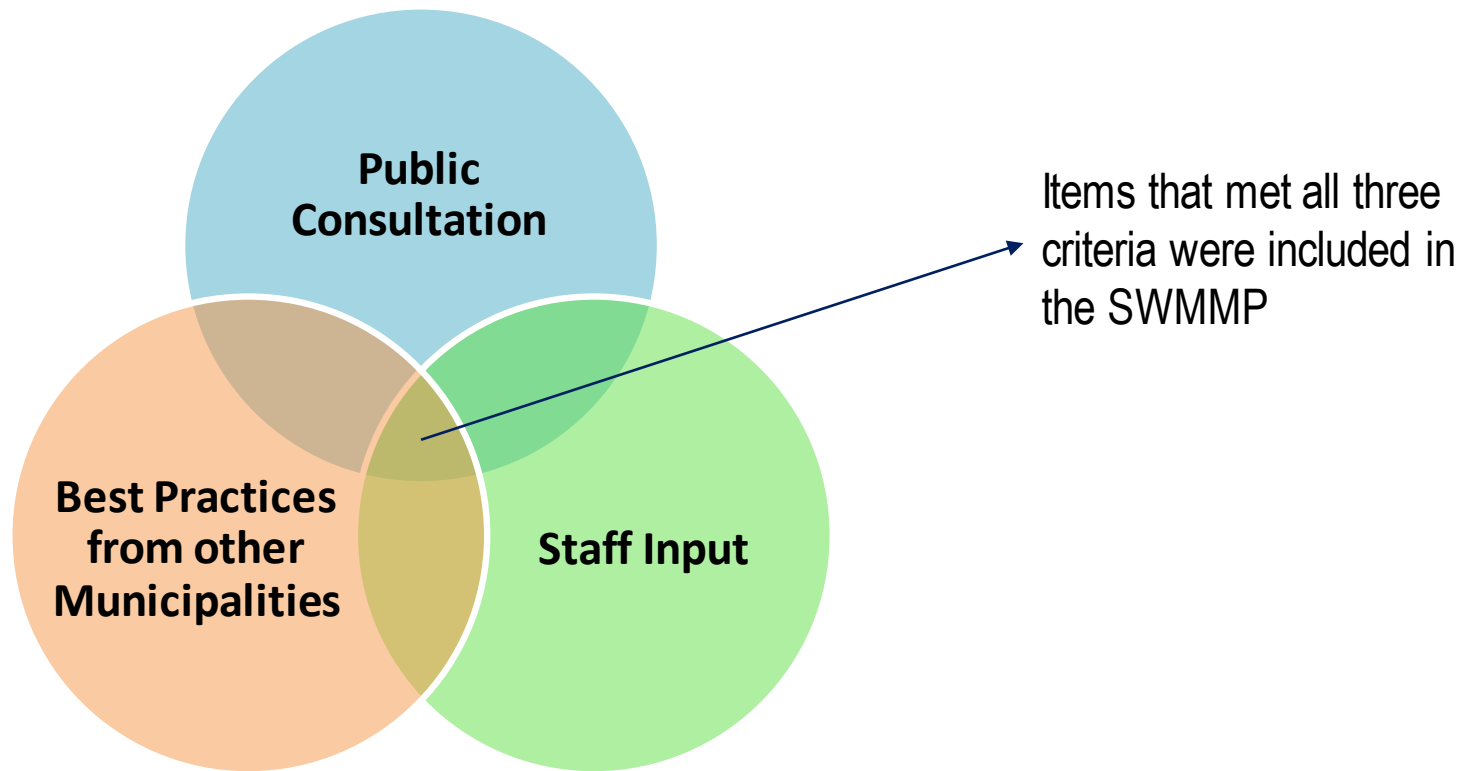 Public
Consultation
Items that met all three
criteria were included in
the SWMMP
Best Practices
from other
Municipalities
Staff Input